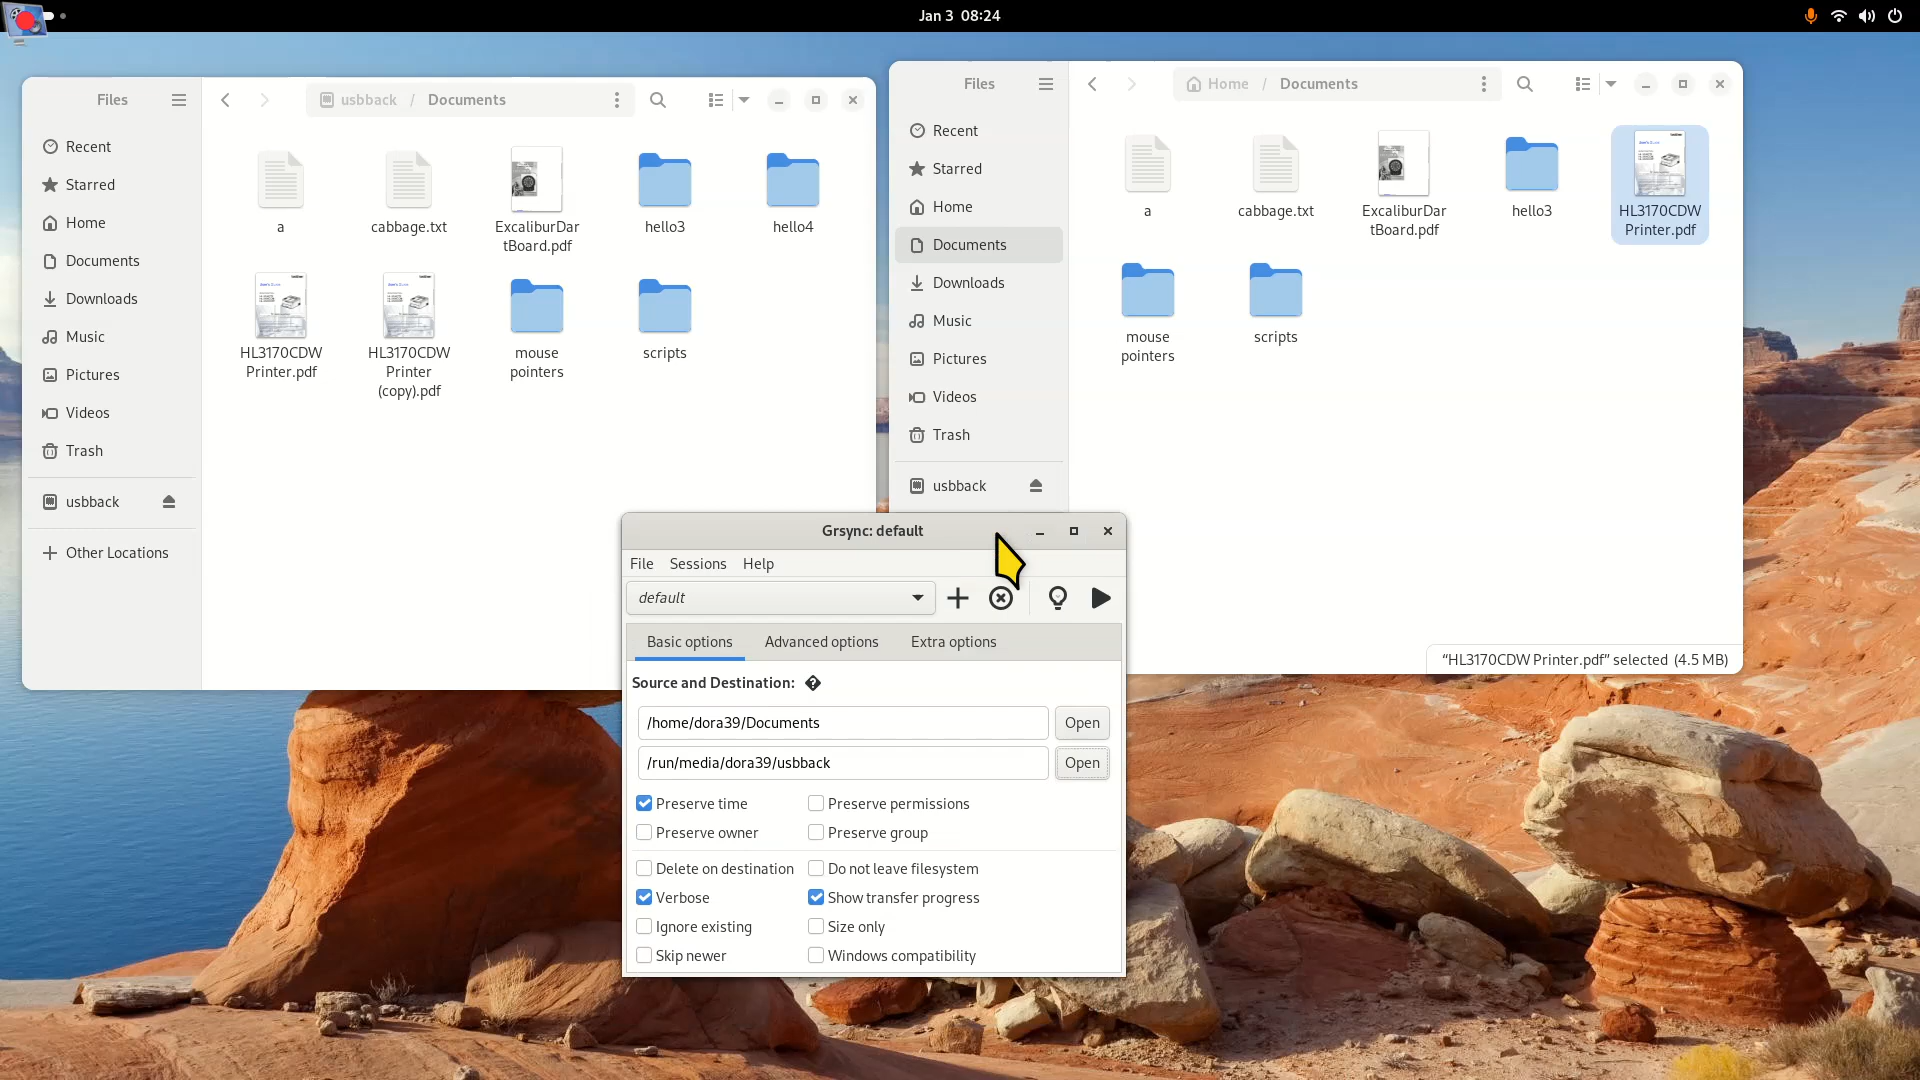 Jan 3 08:24
Files
usbback / Documents
Recent
Starred
Home
Documents
Downloads
Music
Pictures
Videos
Trash
usbback
Other Locations
a
cabbage.txt
ExcaliburDar
tBoard.pdf
hello3
hello4
HL3170CDW
Printer.pdf
HL3170CDW
Printer
(copy).pdf
mouse
pointers
scripts
Files
Home / Documents
Recent
Starred
Home
Documents
Downloads
Music
Pictures
Videos
Trash
usbback
a
cabbage.txt
ExcaliburDar
tBoard.pdf
hello3
HL3170CDW
Printer.pdf
mouse
pointers
scripts
“HL3170CDW Printer.pdf” selected (4.5 MB)
Grsync: default
File Sessions Help
default
Basic options Advanced options Extra options
Source and Destination:
/home/dora39/Documents Open
/run/media/dora39/usbback Open
Preserve time Preserve permissions
Preserve owner Preserve group
Delete on destination Do not leave filesystem
Verbose Show transfer progress
Ignore existing Size only
Skip newer Windows compatibility